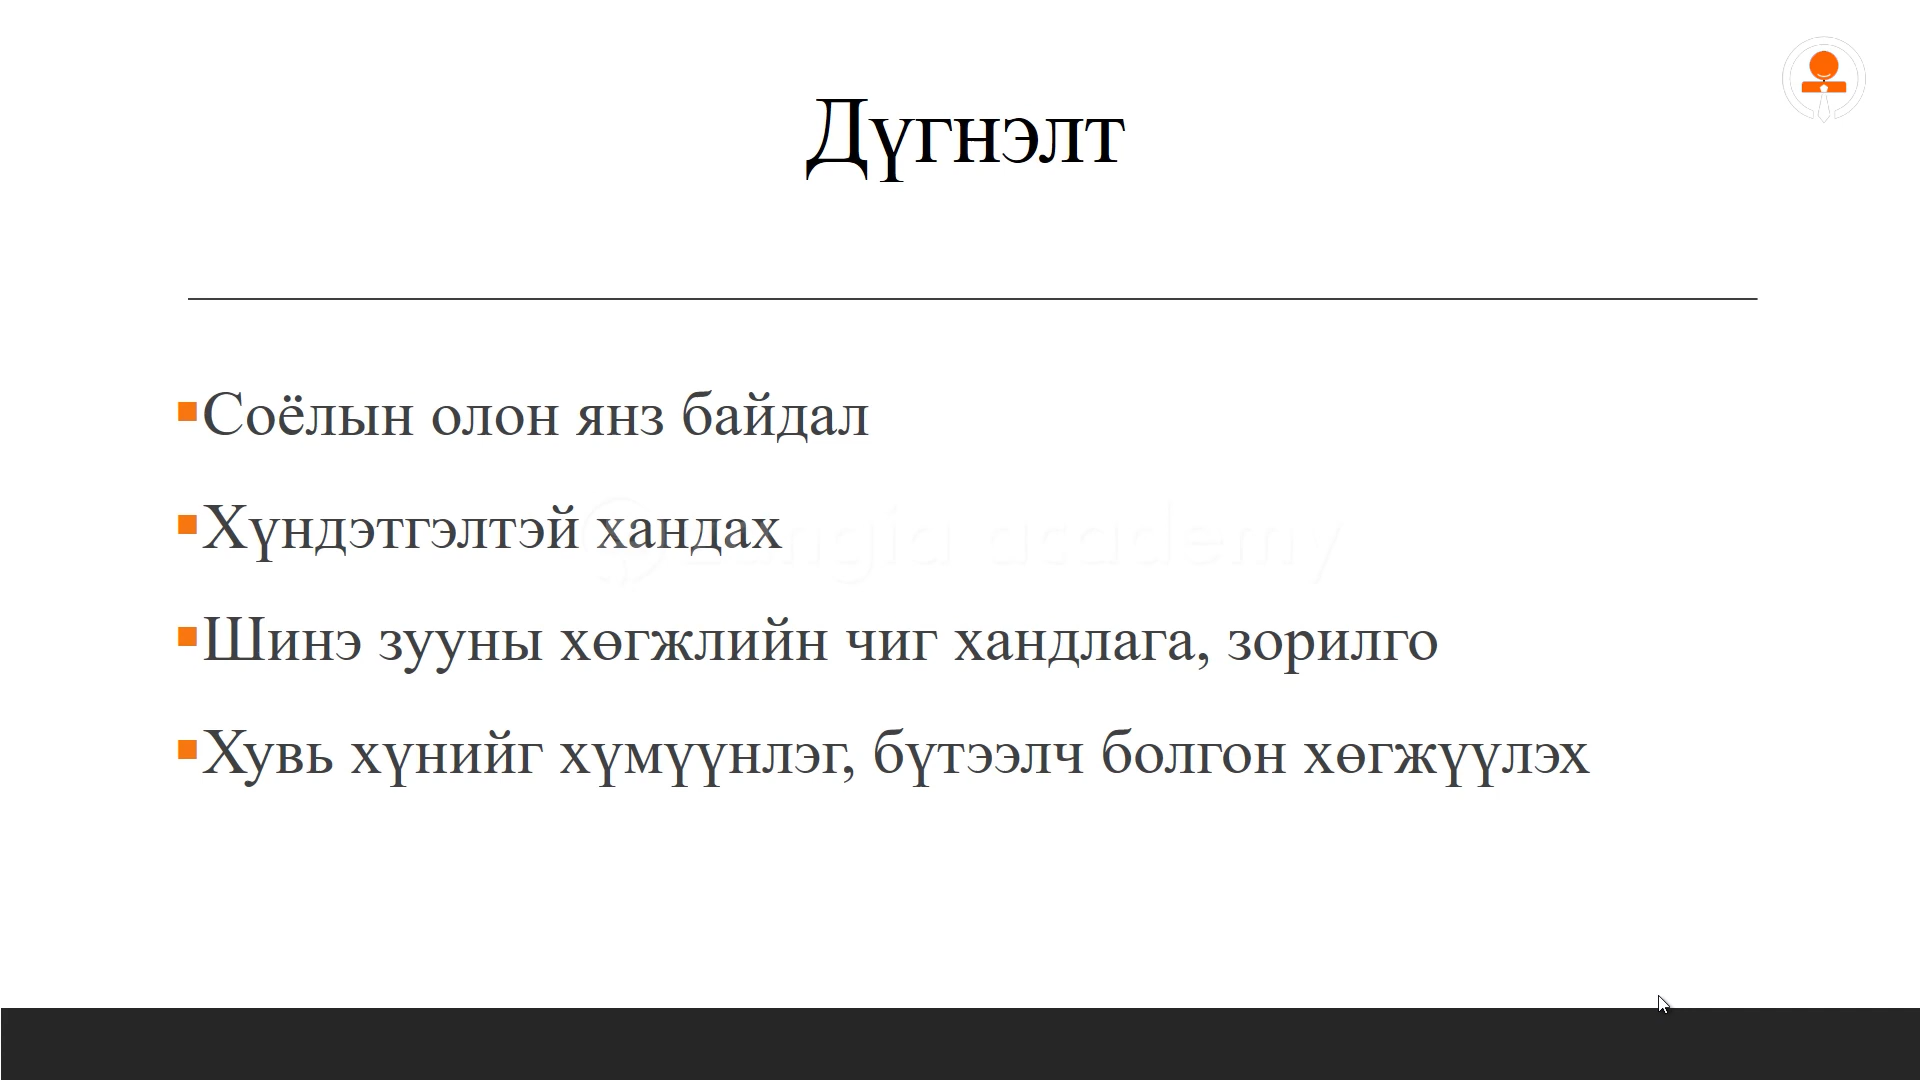 Дүгнэлт
Соёлын олон янз байдал
Хүндэтгэлтэй хандах
academy
Шинэ зууны хөгжлийн чиг хандлага, зорилго
Хувь хүнийг хүмүүнлэг, бүтээлч болгон хөгжүүлэх